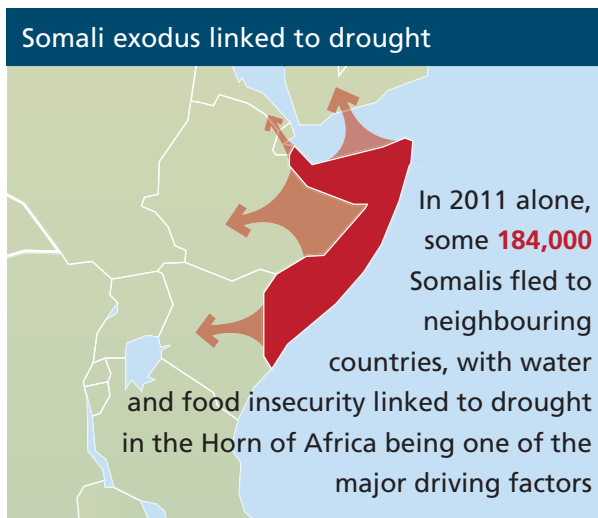 Somali exodus linked to drought
In 2011 alone,
some 184,000
Somalis fled to
neighbouring
countries, with water
and food insecurity linked to drought
in the Horn of Africa being one of the
major driving factors